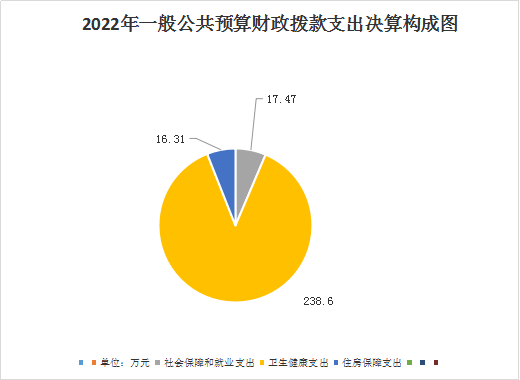 2022年一般公共预算财政拨款支出决算构成图
17.47
16.31
238.6
单位：万元 社会保障和就业支出 卫生健康支出 住房保障支出